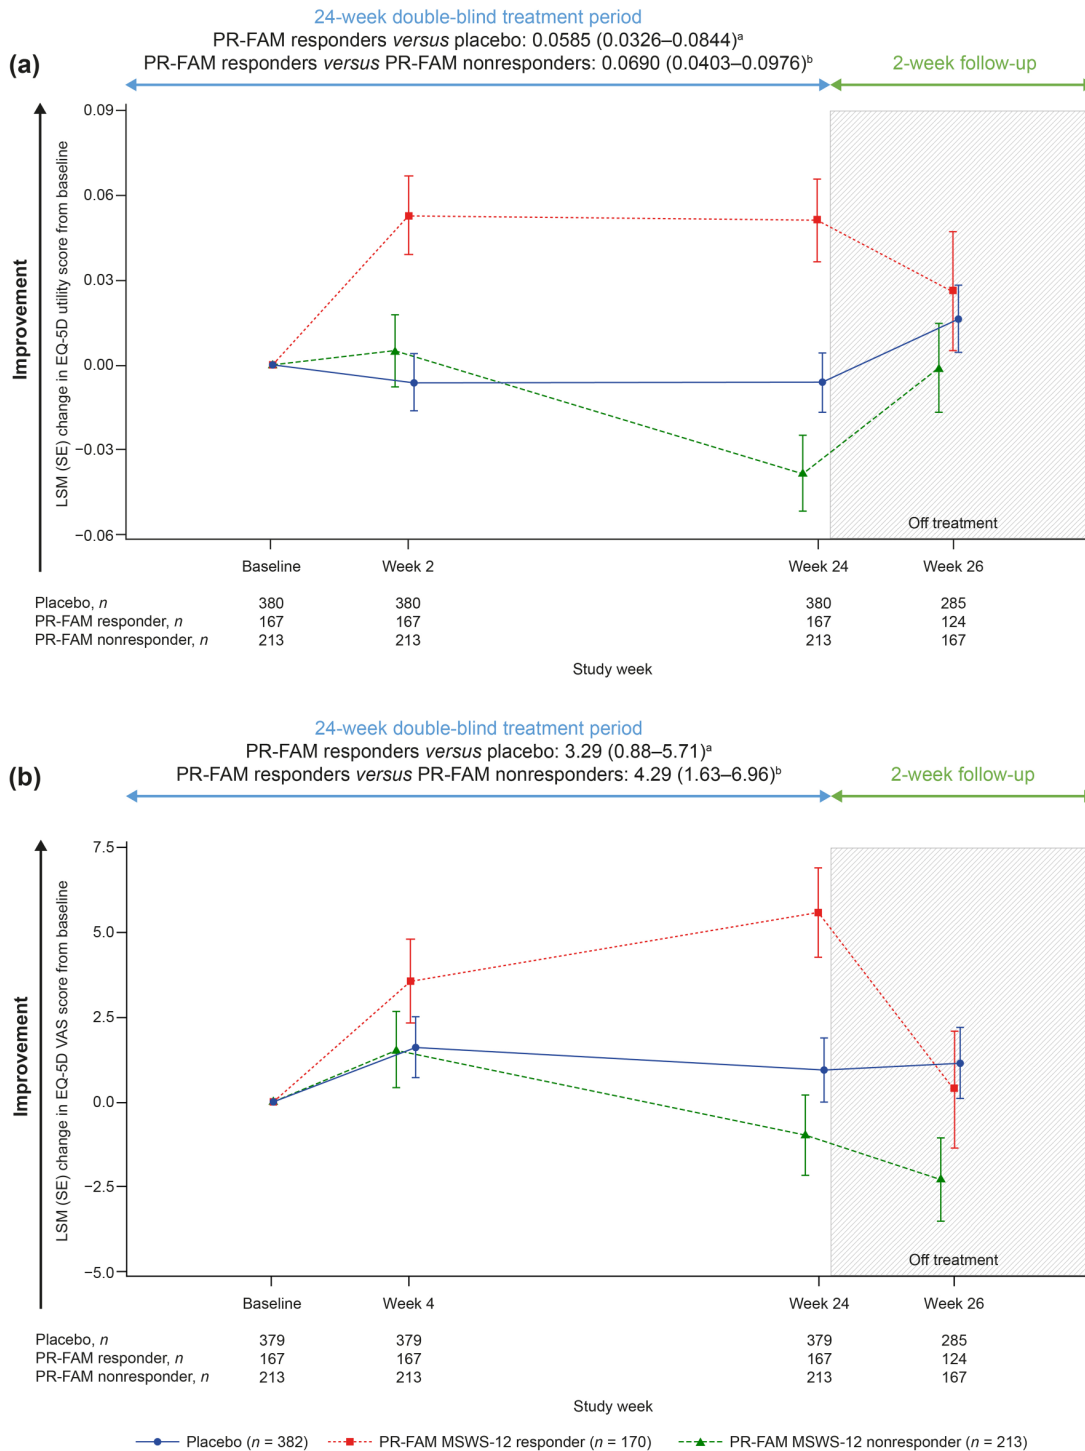 24-week double-blind treatment period
PR-FAM responders versus placebo: 0.0585 (0.0326–0.0844)a
(a)
PR-FAM responders versus PR-FAM nonresponders: 0.0690 (0.0403–0.0976)b
2-week follow-up
Improvement
LSM (SE) change in EQ-5D utility score from baseline
0.09
0.06
0.03
0.00
−0.03
−0.06
Off treatment
Baseline Week 2 Week 24 Week 26
Placebo, n 380 380 380 285
PR-FAM responder, n 167 167 167 124
PR-FAM nonresponder, n 213 213 213 167
Study week
24-week double-blind treatment period
PR-FAM responders versus placebo: 3.29 (0.88–5.71)a
(b)
PR-FAM responders versus PR-FAM nonresponders: 4.29 (1.63–6.96)b
2-week follow-up
Improvement
LSM (SE) change in EQ-5D VAS score from baseline
7.5
5.0
2.5
0.0
−2.5
−5.0
Off treatment
Baseline Week 4 Week 24 Week 26
Placebo, n 379 379 379 285
PR-FAM responder, n 167 167 167 124
PR-FAM nonresponder, n 213 213 213 167
Study week
Placebo (n = 382) PR-FAM MSWS-12 responder (n = 170) PR-FAM MSWS-12 nonresponder (n = 213)